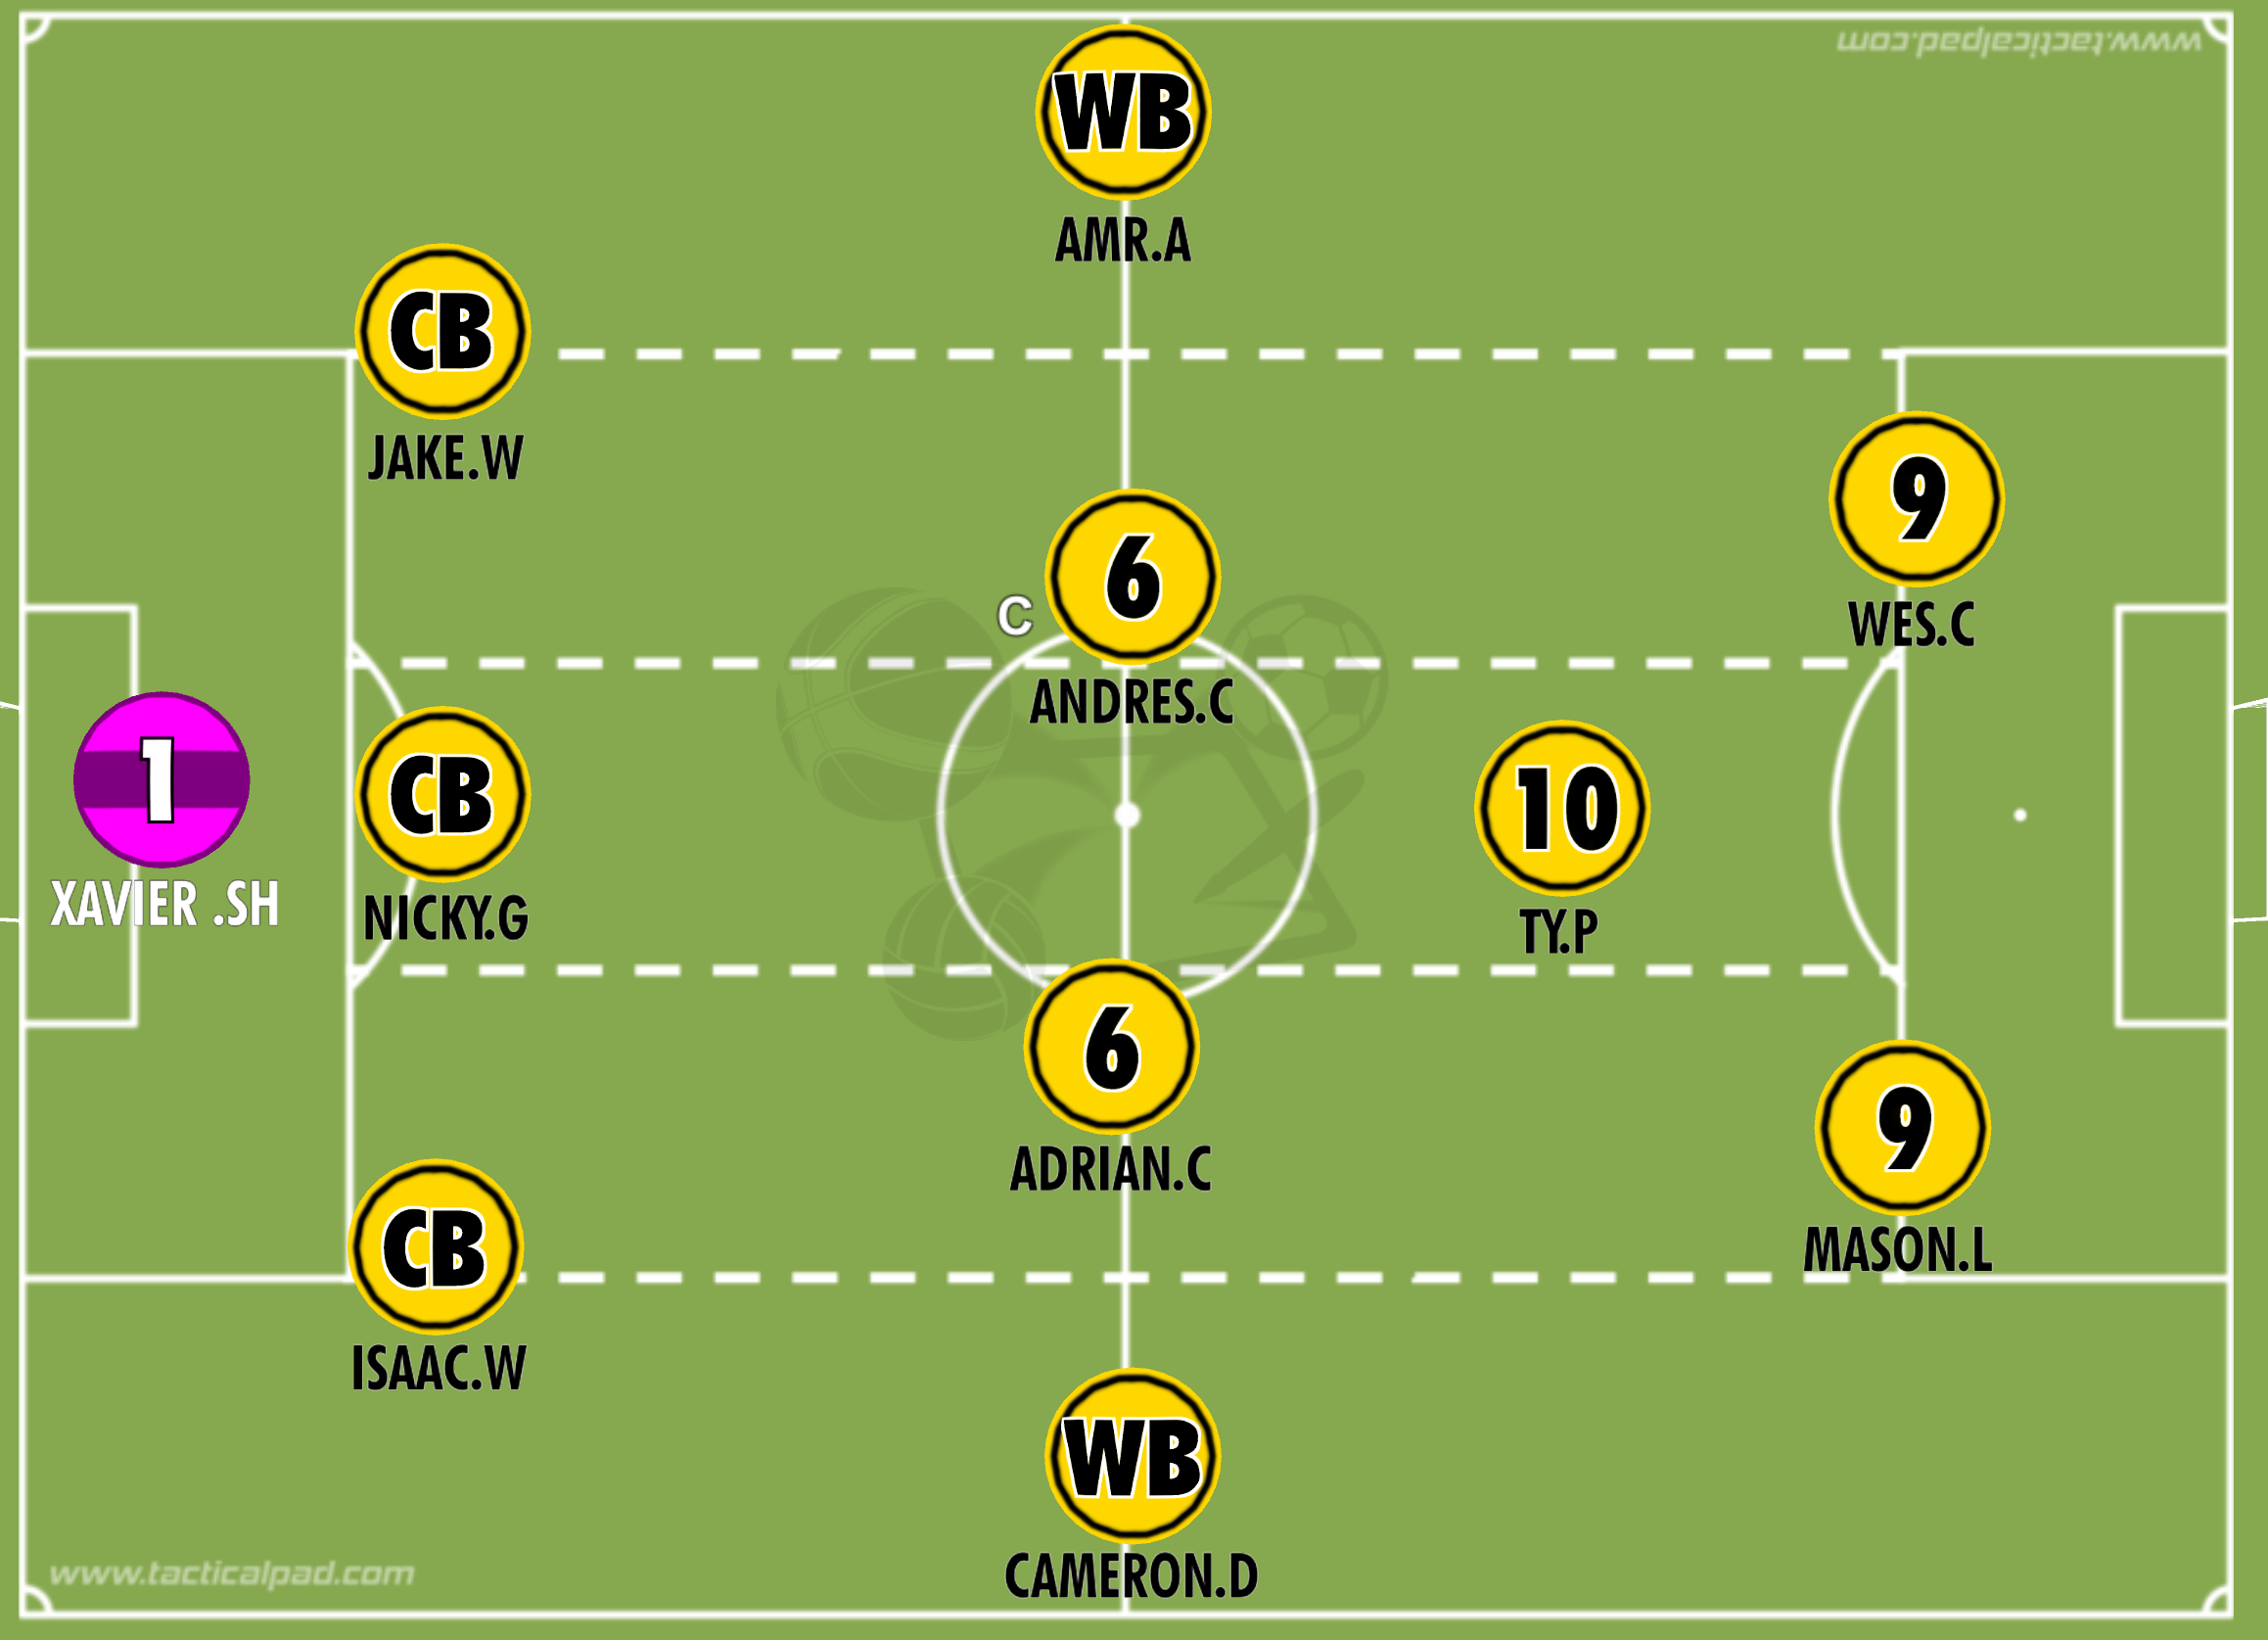 www.tacticalpad.com
WB
AMR.A
CB
JAKE.W
9
WES.C
6
C
ANDRES.C
1
XAVIER .SH
CB
NICKY.G
10
TY.P
6
ADRIAN.C
9
MASON.L
CB
ISAAC.W
WB
CAMERON.D
www.tacticalpad.com